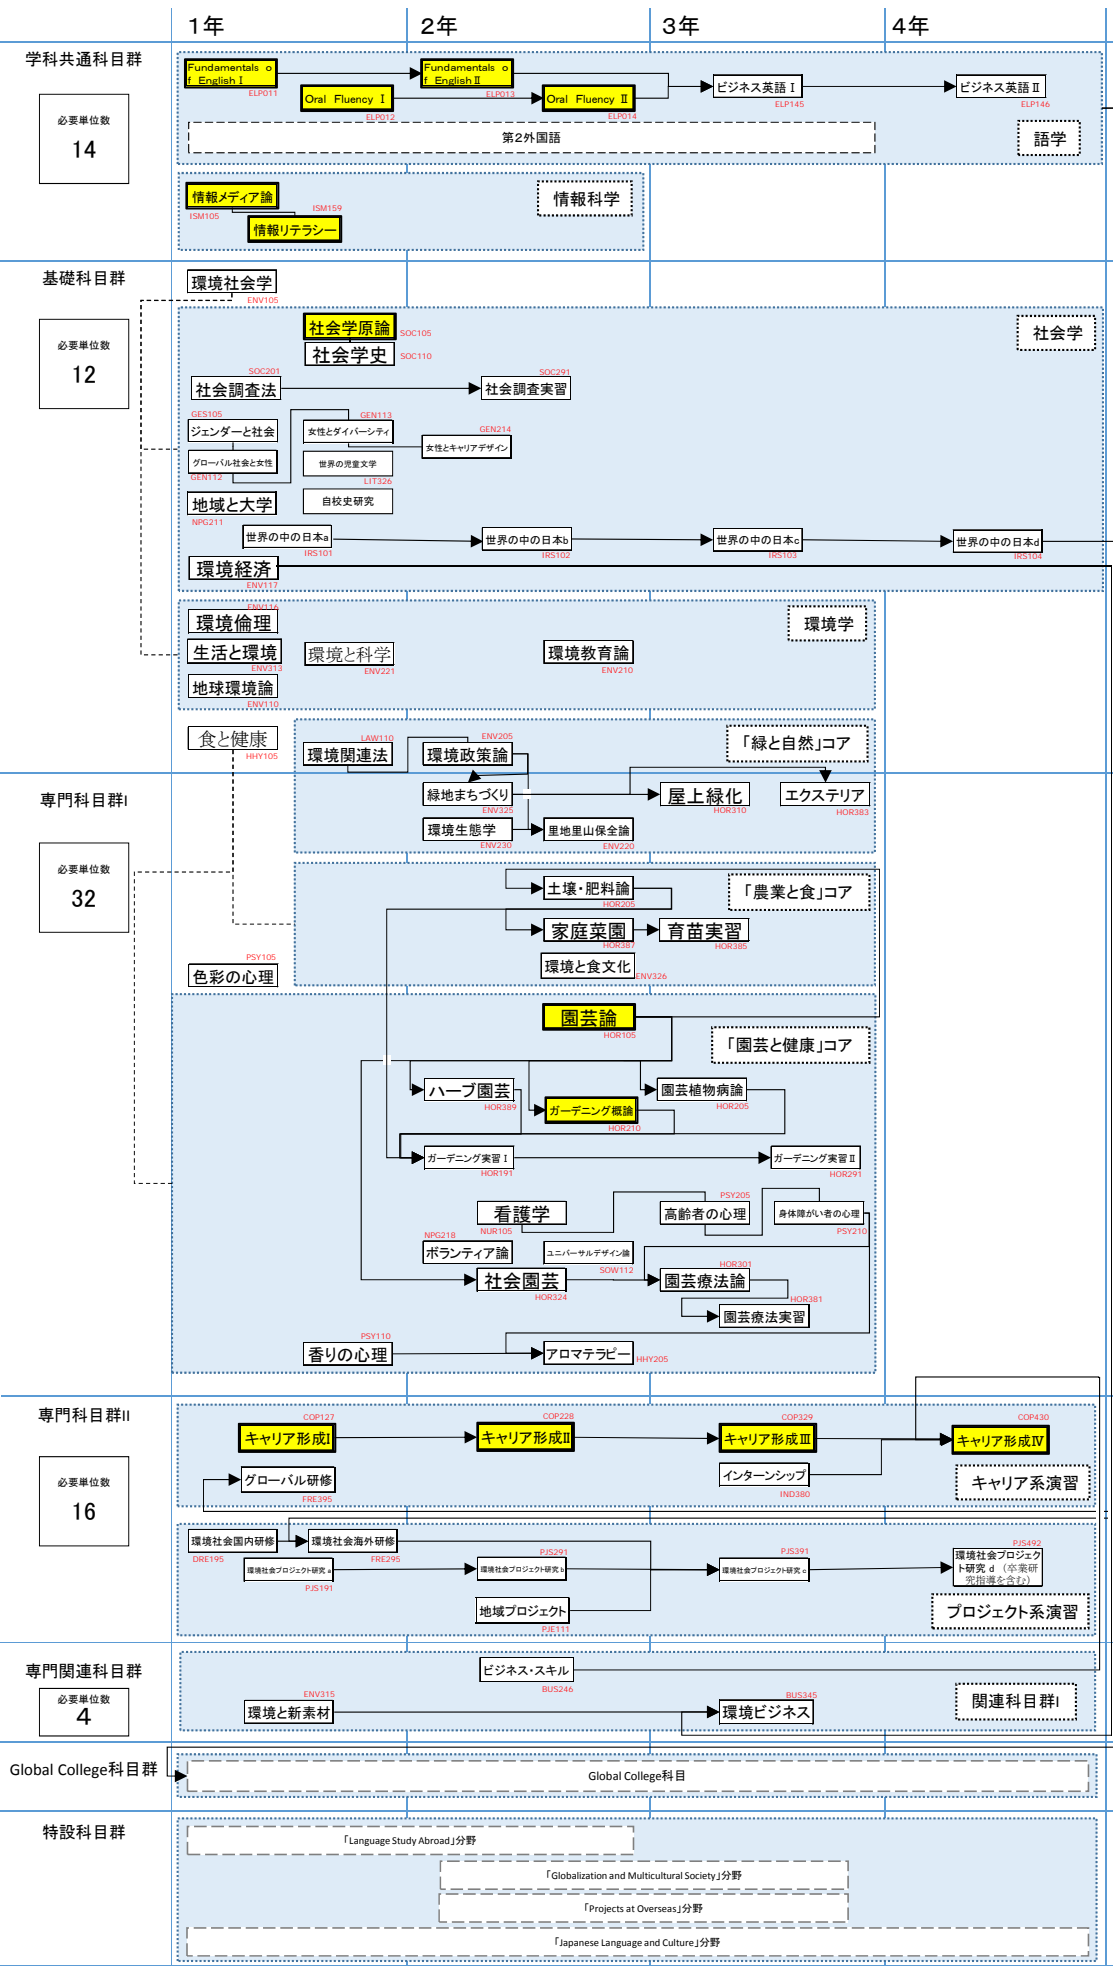 1年
2年
3年
4年
学科共通科目群
必要単位数
14
Fundamentals o
f English Ⅰ
ELP011
Fundamentals o
f English Ⅱ
ELP013
Oral Fluency Ⅰ
ELP012
Oral Fluency Ⅱ
ELP014
ビジネス英語Ⅰ
ELP145
ビジネス英語Ⅱ
ELP146
第2外国語
語学
情報メディア論
ISM105
ISM159
情報リテラシー
情報科学
基礎科目群
必要単位数
12
環境社会学
ENV105
社会学原論
SOC105
社会学史
SOC110
社会学
SOC201
社会調査法
SOC291
社会調査実習
GES105
ジェンダーと社会
GEN113
女性とダイバーシティ
GEN214
女性とキャリアデザイン
グローバル社会と女性
GEN112
世界の児童文学
LIT326
地域と大学
NPG211
自校史研究
世界の中の日本a
IRS101
世界の中の日本b
IRS102
世界の中の日本c
IRS103
世界の中の日本d
IRS104
環境経済
ENV117
ENV116
環境倫理
環境学
生活と環境
ENV313
環境と科学
ENV221
環境教育論
ENV210
地球環境論
ENV110
食と健康
HHY105
LAW110
環境関連法
ENV205
環境政策論
「緑と自然」コア
専門科目群Ⅰ
必要単位数
32
緑地まちづくり
ENV325
屋上緑化
HOR310
エクステリア
HOR383
環境生態学
ENV230
里地里山保全論
ENV220
土壌・肥料論
HOR205
「農業と食」コア
家庭菜園
HOR387
育苗実習
HOR385
PSY105
色彩の心理
環境と食文化
ENV326
園芸論
HOR105
「園芸と健康」コア
ハーブ園芸
HOR389
ガーデニング概論
HOR210
園芸植物病論
HOR205
ガーデニング実習Ⅰ
HOR191
ガーデニング実習Ⅱ
HOR291
看護学
NUR105
PSY205
高齢者の心理
身体障がい者の心理
PSY210
NPG218
ボランティア論
ユニバーサルデザイン論
SOW112
社会園芸
HOR324
HOR301
園芸療法論
HOR381
園芸療法実習
PSY110
香りの心理
アロマテラピー
HHY205
専門科目群II
必要単位数
16
COP127
キャリア形成Ⅰ
COP228
キャリア形成Ⅱ
COP329
キャリア形成Ⅲ
COP430
キャリア形成Ⅳ
グローバル研修
FRE395
インターンシップ
IND380
キャリア系演習
環境社会国内研修
DRE195
環境社会海外研修
FRE295
環境社会プロジェクト研究 a
PJS191
PJS291
環境社会プロジェクト研究 b
PJS391
環境社会プロジェクト研究 c
PJS492
環境社会プロジェク
ト研究 d (卒業研
究指導を含む)
地域プロジェクト
PJE111
プロジェクト系演習
専門関連科目群
必要単位数
4
ビジネス・スキル
BUS246
ENV315
環境と新素材
BUS345
環境ビジネス
関連科目群Ⅰ
Global College科目群
Global College科目
特設科目群
「Language Study Abroad」分野
「Globalization and Multicultural Society」分野
「Projects at Overseas」分野
「Japanese Language and Culture」分野